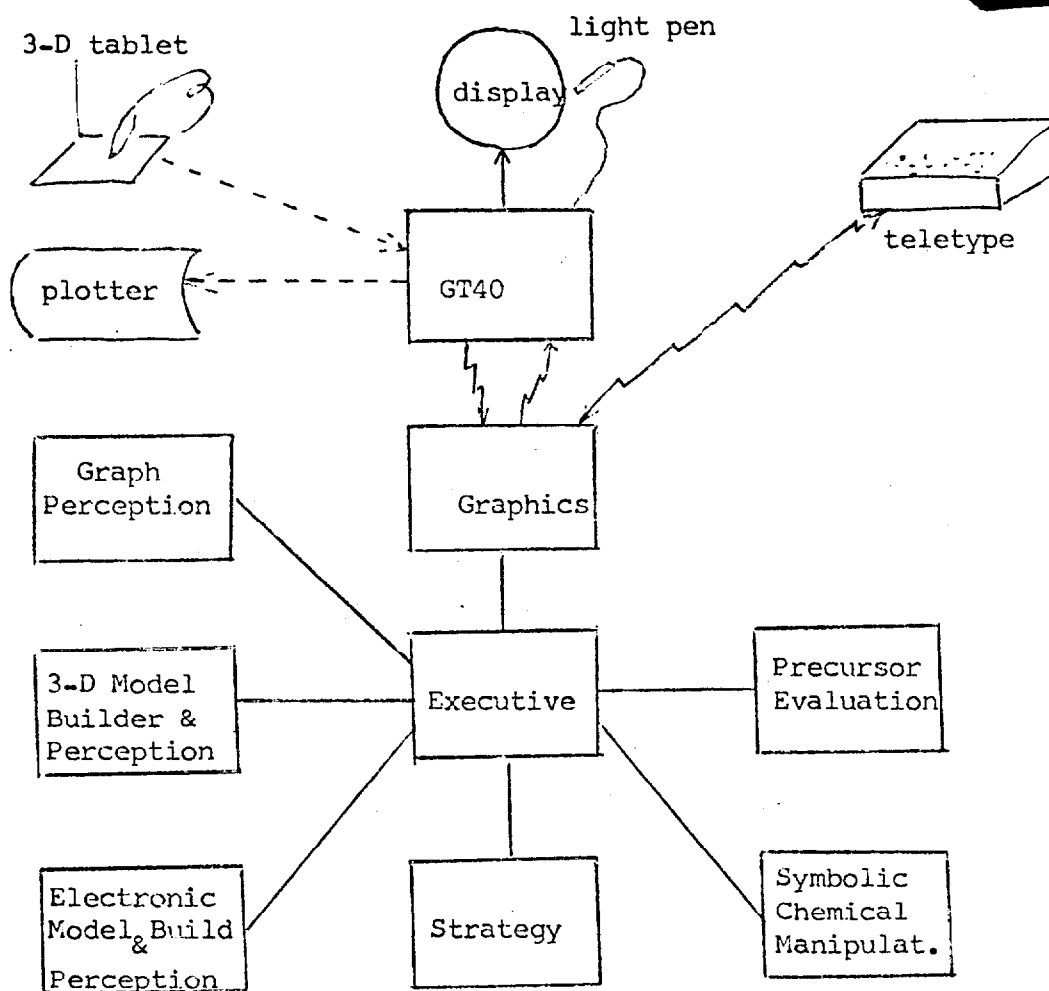 light pen
3-D tablet
display
teletype
plotter
GT40
Graph
Perception
Graphics
3-D Model
Builder &
Perception
Executive
Precursor
Evaluation
Electronic
Model Build
&
Perception
Strategy
Symbolic
Chemical
Manipulat.